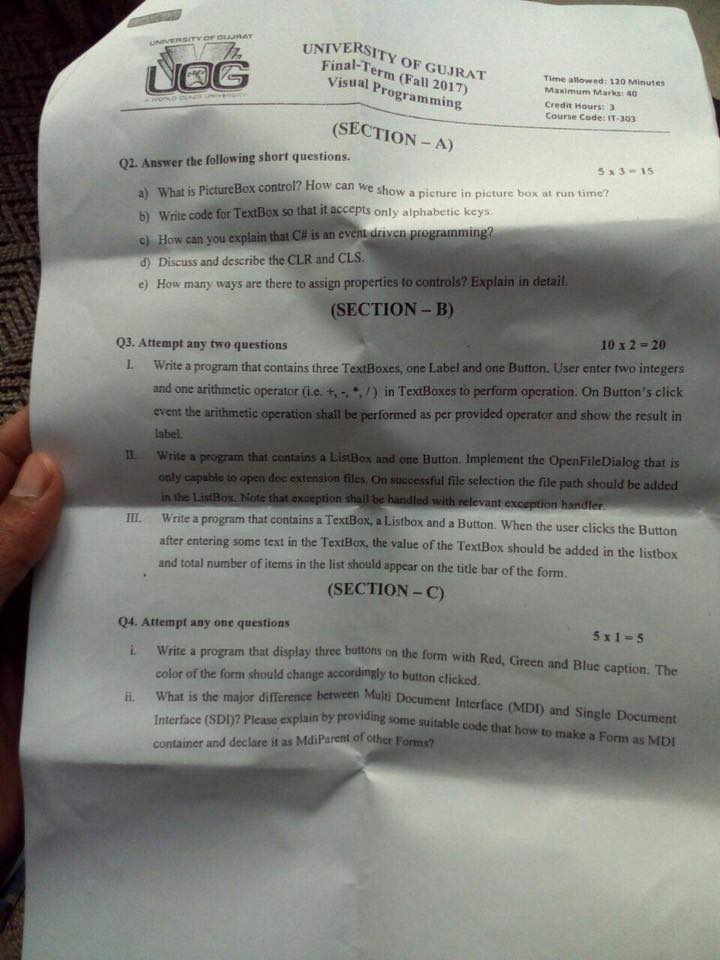 UNIVERSITY OF GUJRAT
UOG
A WORLD CLASS UNIVERSITY
UNIVERSITY OF GUJRAT
Final-Term (Fall 2017)
Visual Programming
Time allowed: 120 Minutes
Maximum Marks: 40
Credit Hours: 3
Course Code: IT-303
(SECTION – A)
Q2. Answer the following short questions.
5 x 3 = 15
a) What is PictureBox control? How can we show a picture in picture box at run time?
b) Write code for TextBox so that it accepts only alphabetic keys.
c) How can you explain that C# is an event driven programming?
d) Discuss and describe the CLR and CLS.
e) How many ways are there to assign properties to controls? Explain in detail.
(SECTION – B)
Q3. Attempt any two questions 10 x 2 = 20
I. Write a program that contains three TextBoxes, one Label and one Button. User enter two integers
and one arithmetic operator (i.e. +, -, *, / ) in TextBoxes to perform operation. On Button's click
event the arithmetic operation shall be performed as per provided operator and show the result in
label.
II. Write a program that contains a ListBox and one Button. Implement the OpenFileDialog that is
only capable to open doc extension files. On successful file selection the file path should be added
in the ListBox. Note that exception shall be handled with relevant exception handler.
III. Write a program that contains a TextBox, a Listbox and a Button. When the user clicks the Button
after entering some text in the TextBox, the value of the TextBox should be added in the listbox
and total number of items in the list should appear on the title bar of the form.
(SECTION – C)
Q4. Attempt any one questions
5 x 1 = 5
i. Write a program that display three buttons on the form with Red, Green and Blue caption. The
color of the form should change accordingly to button clicked.
ii. What is the major difference between Multi Document Interface (MDI) and Single Document
Interface (SDI)? Please explain by providing some suitable code that how to make a Form as MDI
container and declare it as MdiParent of other Forms?